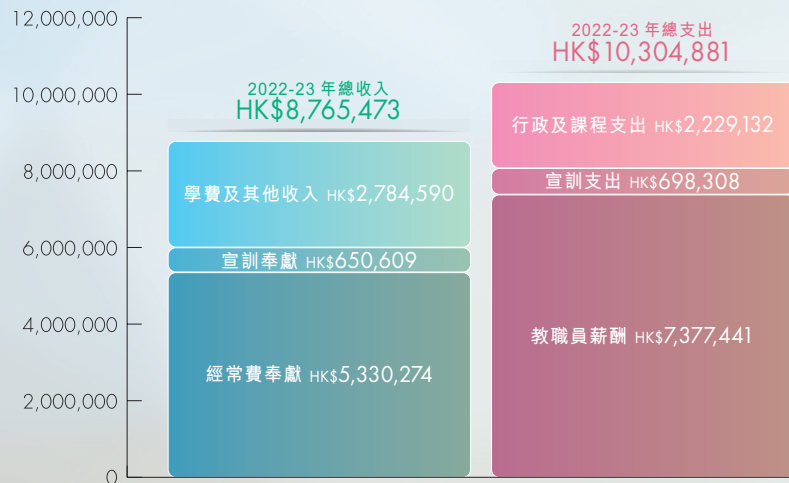 12,000,000
10,000,000
8,000,000
6,000,000
4,000,000
2,000,000
0
2022-23 年總收入
HK$8,765,473
學費及其他收入 HK$2,784,590
宣訓奉獻 HK$650,609
經常費奉獻 HK$5,330,274
2022-23 年總支出
HK$10,304,881
行政及課程支出 HK$2,229,132
宣訓支出 HK$698,308
教職員薪酬 HK$7,377,441